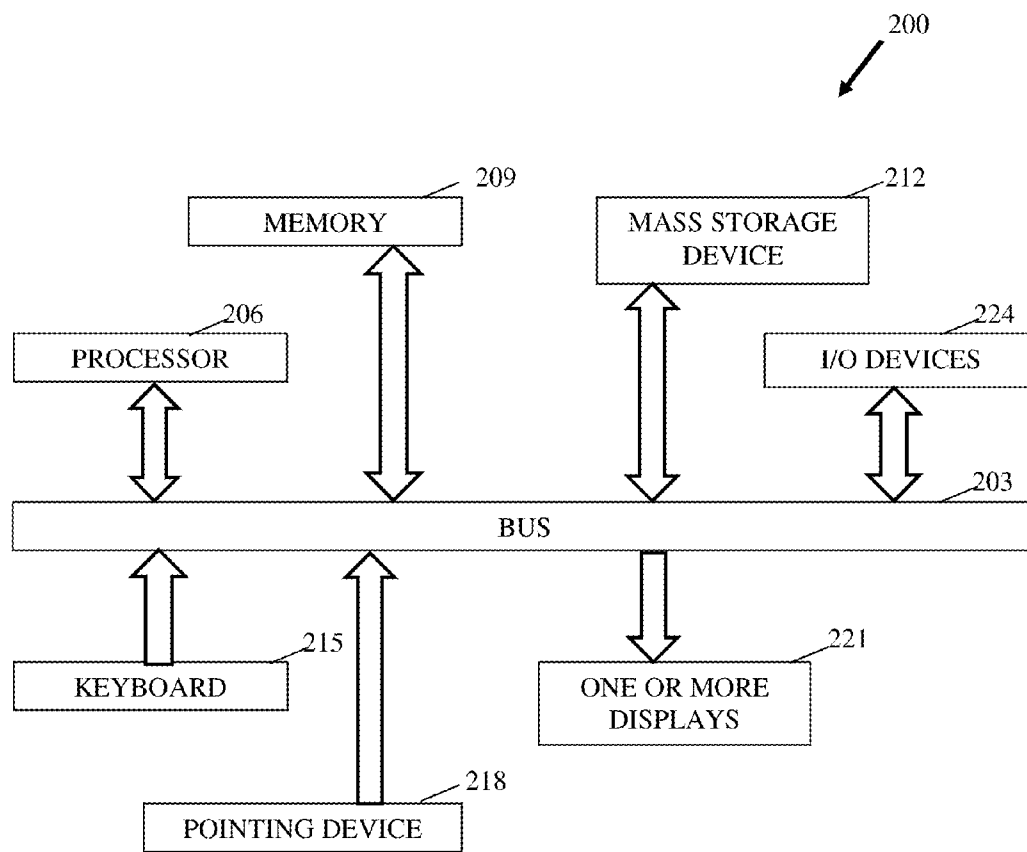 200
209
MEMORY
212
MASS STORAGE
DEVICE
206
PROCESSOR
224
I/O DEVICES
203
BUS
215
KEYBOARD
221
ONE OR MORE
DISPLAYS
218
POINTING DEVICE